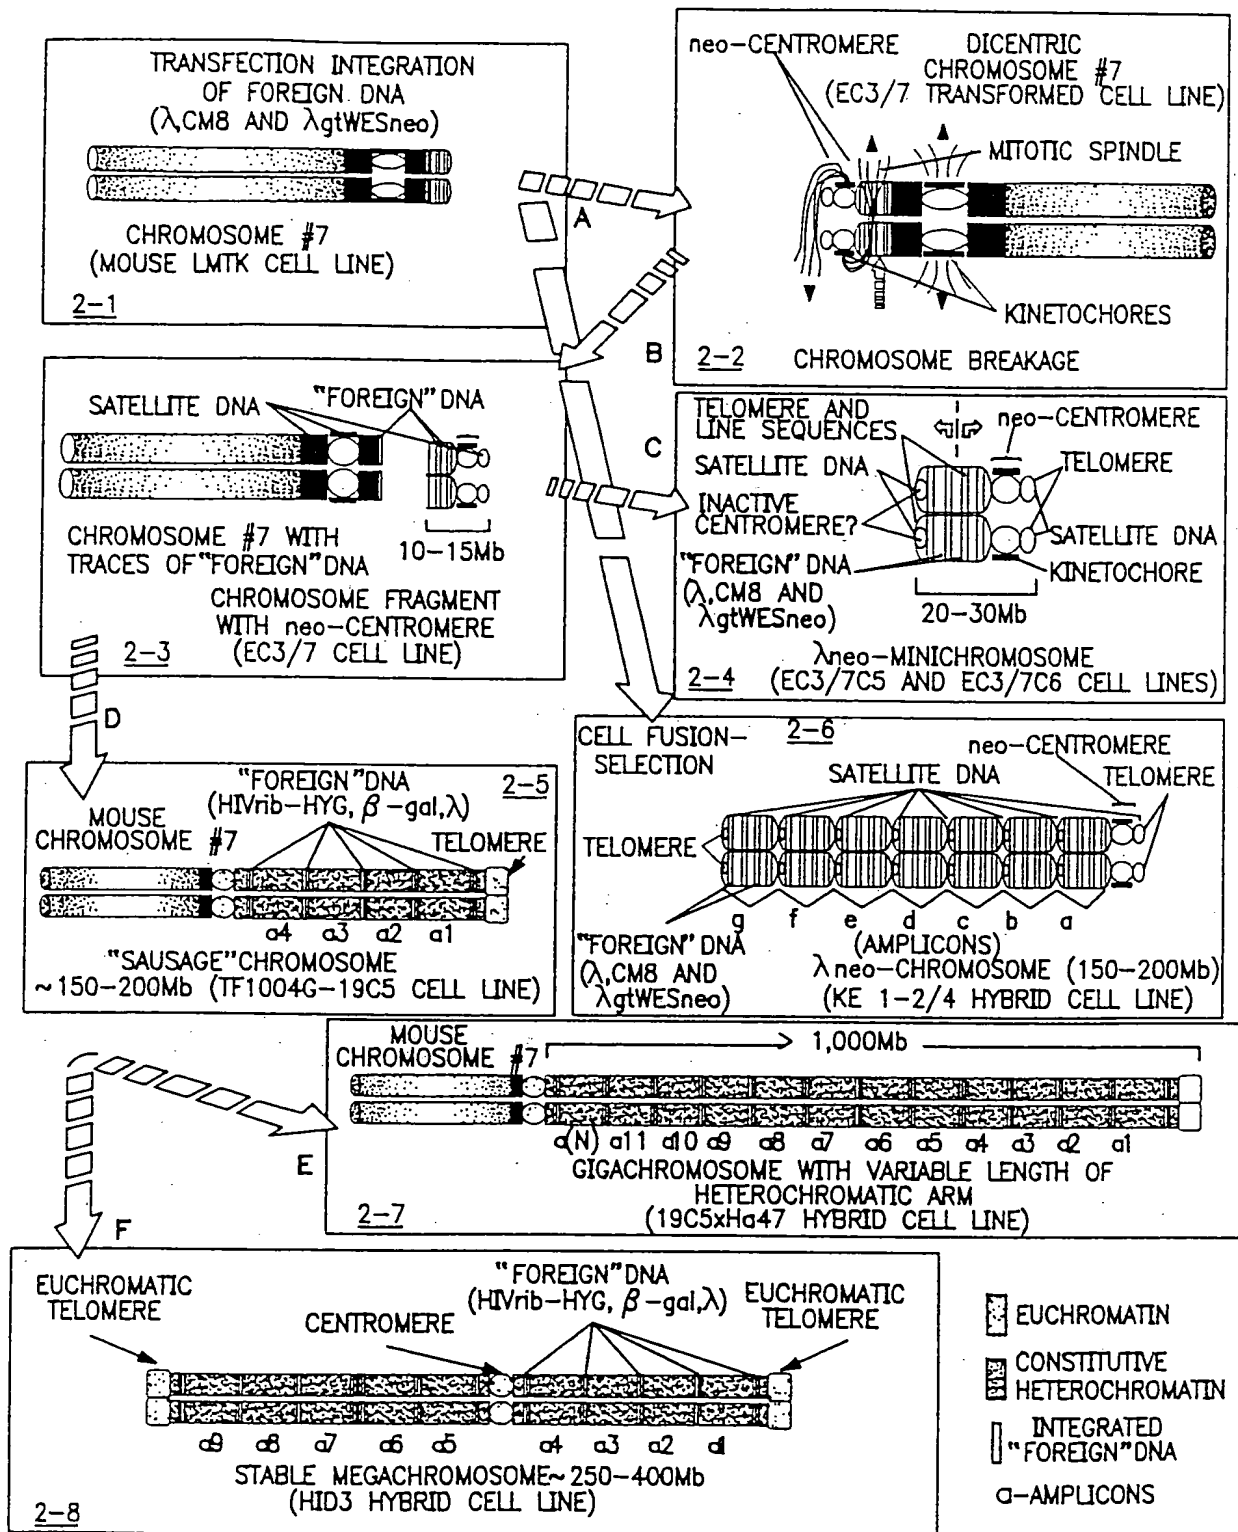 TRANSFECTION INTEGRATION
OF FOREIGN DNA
(λ,CM8 AND λgtWESneo)
CHROMOSOME #7
(MOUSE LMTK CELL LINE)
2-1
A
neo-CENTROMERE
DICENTRIC
CHROMOSOME #7
(EC3/7 TRANSFORMED CELL LINE)
MITOTIC SPINDLE
KINETOCHORES
2-2
CHROMOSOME BREAKAGE
B
SATELLITE DNA
"FOREIGN" DNA
10-15Mb
CHROMOSOME #7 WITH
TRACES OF "FOREIGN" DNA
CHROMOSOME FRAGMENT
WITH neo-CENTROMERE
(EC3/7 CELL LINE)
2-3
C
TELOMERE AND
LINE SEQUENCES
neo-CENTROMERE
SATELLITE DNA
TELOMERE
INACTIVE
CENTROMERE?
SATELLITE DNA
"FOREIGN" DNA
(λ,CM8 AND
λgtWESneo)
KINETOCHORE
20-30Mb
λneo-MINICHROMOSOME
2-4
(EC3/7C5 AND EC3/7C6 CELL LINES)
D
"FOREIGN" DNA
(HIVrib-HYG, β-gal,λ)
2-5
MOUSE
CHROMOSOME #7
TELOMERE
a4 a3 a2 a1
"SAUSAGE" CHROMOSOME
~150-200Mb (TF1004G-19C5 CELL LINE)
CELL FUSION-
SELECTION
2-6
neo-CENTROMERE
SATELLITE DNA
TELOMERE
TELOMERE
g f e d c b a
"FOREIGN" DNA
(λ,CM8 AND
λgtWESneo)
(AMPLICONS)
λneo-CHROMOSOME (150-200Mb)
(KE 1-2/4 HYBRID CELL LINE)
MOUSE
CHROMOSOME #7
> 1,000Mb
a(N) a11 a10 a9 a8 a7 a6 a5 a4 a3 a2 a1
E
GIGACHROMOSOME WITH VARIABLE LENGTH OF
HETEROCHROMATIC ARM
(19C5xHa47 HYBRID CELL LINE)
2-7
F
EUCHROMATIC
TELOMERE
CENTROMERE
"FOREIGN" DNA
(HIVrib-HYG, β-gal,λ)
EUCHROMATIC
TELOMERE
a9 a8 a7 a6 a5 a4 a3 a2 a1
STABLE MEGACHROMOSOME~250-400Mb
(HID3 HYBRID CELL LINE)
2-8
EUCHROMATIN
CONSTITUTIVE
HETEROCHROMATIN
INTEGRATED
"FOREIGN" DNA
a-AMPLICONS